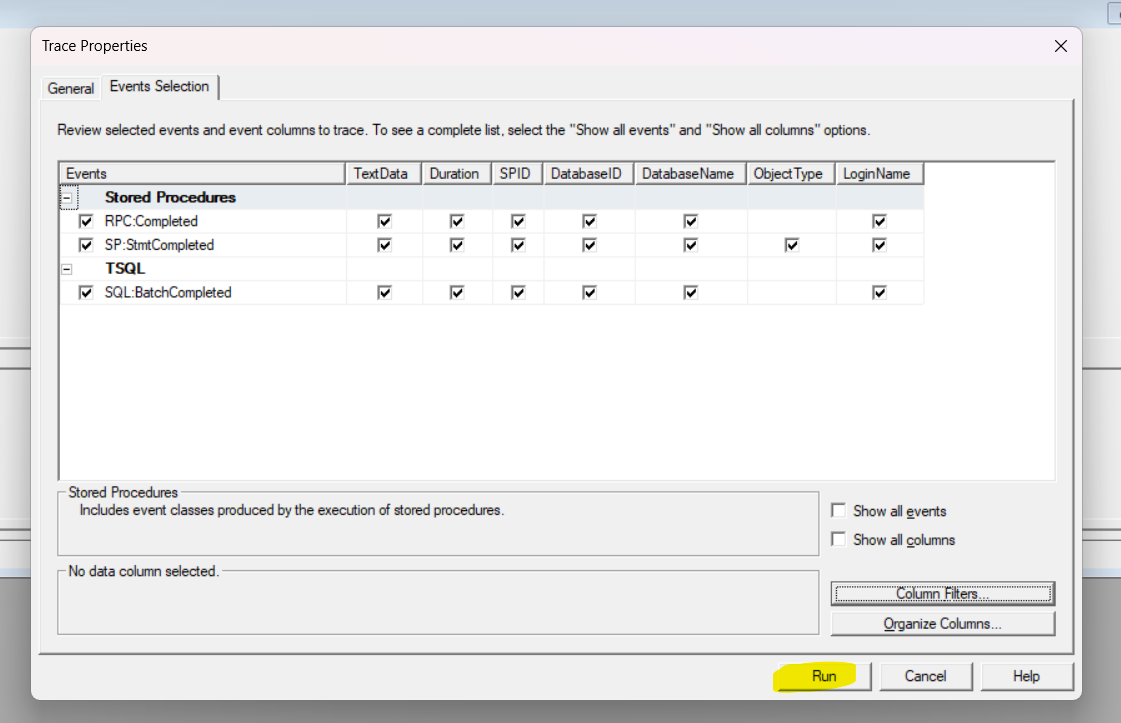 Trace Properties
General
Events Selection
Review selected events and event columns to trace. To see a complete list, select the "Show all events" and "Show all columns" options.
Events TextData Duration SPID DatabaseID DatabaseName ObjectType LoginName
Stored Procedures
RPC:Completed
SP:StmtCompleted
TSQL
SQL:BatchCompleted
Stored Procedures
Includes event classes produced by the execution of stored procedures.
Show all events
Show all columns
No data column selected.
Column Filters...
Organize Columns...
Run Cancel Help